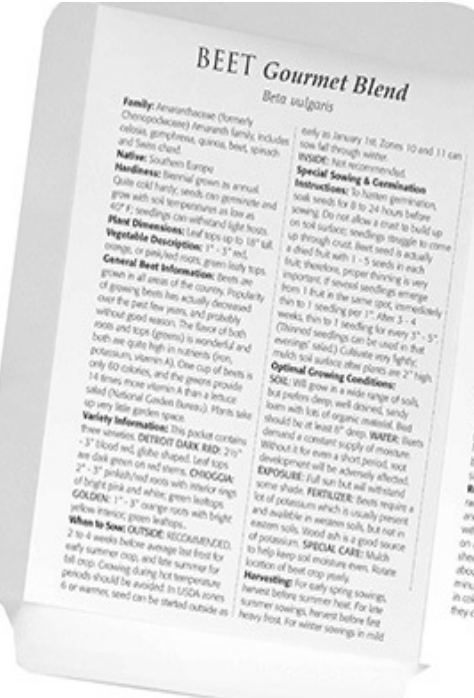 BEET Gourmet Blend
Beta vulgaris
Family: Amaranthaceae (formerly
Chenopodiaceae) Amaranth family, includes
celosia, gomphrena, quinoa, beet, spinach
and Swiss chard.
Native: Southern Europe
Hardiness: Biennial grown as annual.
Quite cold hardy; seeds can germinate and
grow with soil temperatures as low as
40° F.; seedlings can withstand light frosts.
Plant Dimensions: Leaf tops up to 18" tall.
Vegetable Description: 1" - 3" red,
orange, or pink/red roots; green leafy tops.
General Beet Information: Beets are
grown in all areas of the country. Popularity
of growing beets has actually decreased
over the past few years, and probably
without good reason. The flavor of both
roots and tops (greens) is wonderful and
both are quite high in nutrients (iron,
potassium, vitamin A). One cup of beets is
only 60 calories, and the greens provide
14 times more vitamin A than a lettuce
salad (National Garden Bureau). Plants take
up very little garden space.
Variety Information: This packet contains
three varieties. DETROIT DARK RED: 2½"
- 3" blood red, globe shaped. Leaf tops
are dark green on red stems. CHIOGGIA:
2" - 3" pinkish/red roots with interior rings
of bright pink and white; green leaftops.
GOLDEN: 1" - 3" orange roots with bright
yellow interior; green leaftops.
When to Sow: OUTSIDE: RECOMMENDED.
2 to 4 weeks before average last frost for
early summer crop, and late summer for
fall crop. Growing during hot temperature
periods should be avoided. In USDA zones
6 or warmer, seed can be started outside as
early as January 1st. Zones 10 and 11 can
sow fall through winter.
INSIDE: Not recommended.
Special Sowing & Germination
Instructions: To hasten germination,
soak seeds for 8 to 24 hours before
sowing. Do not allow a crust to build up
on soil surface; seedlings struggle to come
up through crust. Beet seed is actually
a dried fruit with 1 - 5 seeds in each
fruit; therefore, proper thinning is very
important. If several seedlings emerge
from 1 fruit in the same spot, immediately
thin to 1 seedling per 1". After 3 - 4
weeks, thin to 1 seedling for every 3" - 5".
(Thinned seedlings can be used in that
evenings' salad.) Cultivate very lightly;
mulch soil surface after plants are 2" high.
Optimal Growing Conditions:
SOIL: Will grow in a wide range of soils,
but prefers deep, well drained, sandy
loam with lots of organic material. Bed
should be at least 8" deep. WATER: Beets
demand a constant supply of moisture.
Without it for even a short period, root
development will be adversely affected.
EXPOSURE: Full sun but will withstand
some shade. FERTILIZER: Beets require a
lot of potassium which is usually present
and available in western soils, but not in
eastern soils. Wood ash is a good source
of potassium. SPECIAL CARE: Mulch
to help keep soil moisture even. Rotate
location of beet crop yearly.
Harvesting: For early spring sowings,
harvest before summer heat. For late
summer sowings, harvest before first
heavy frost. For winter sowings in mild